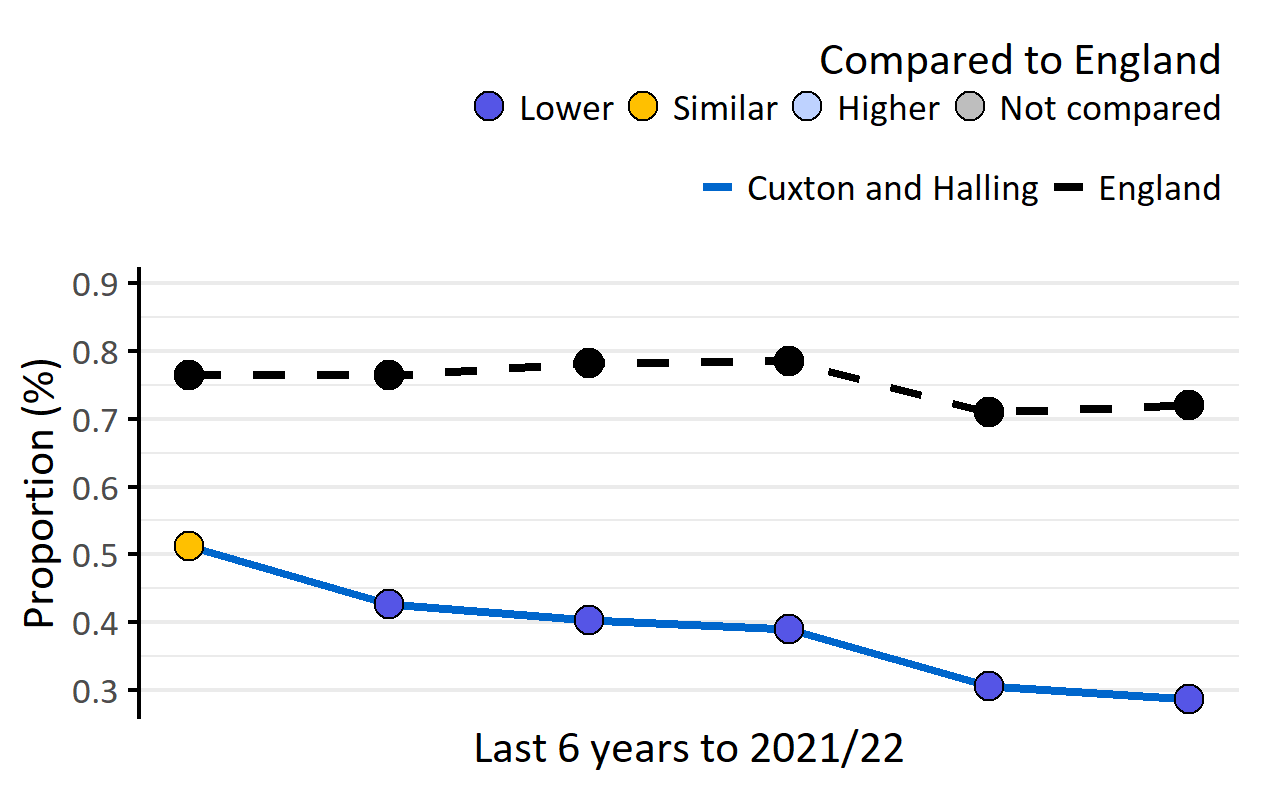 Compared to England
Lower Similar Higher Not compared
Cuxton and Halling England
0.9
0.8
0.7
0.6
0.5
0.4
0.3
Proportion (%)
Last 6 years to 2021/22